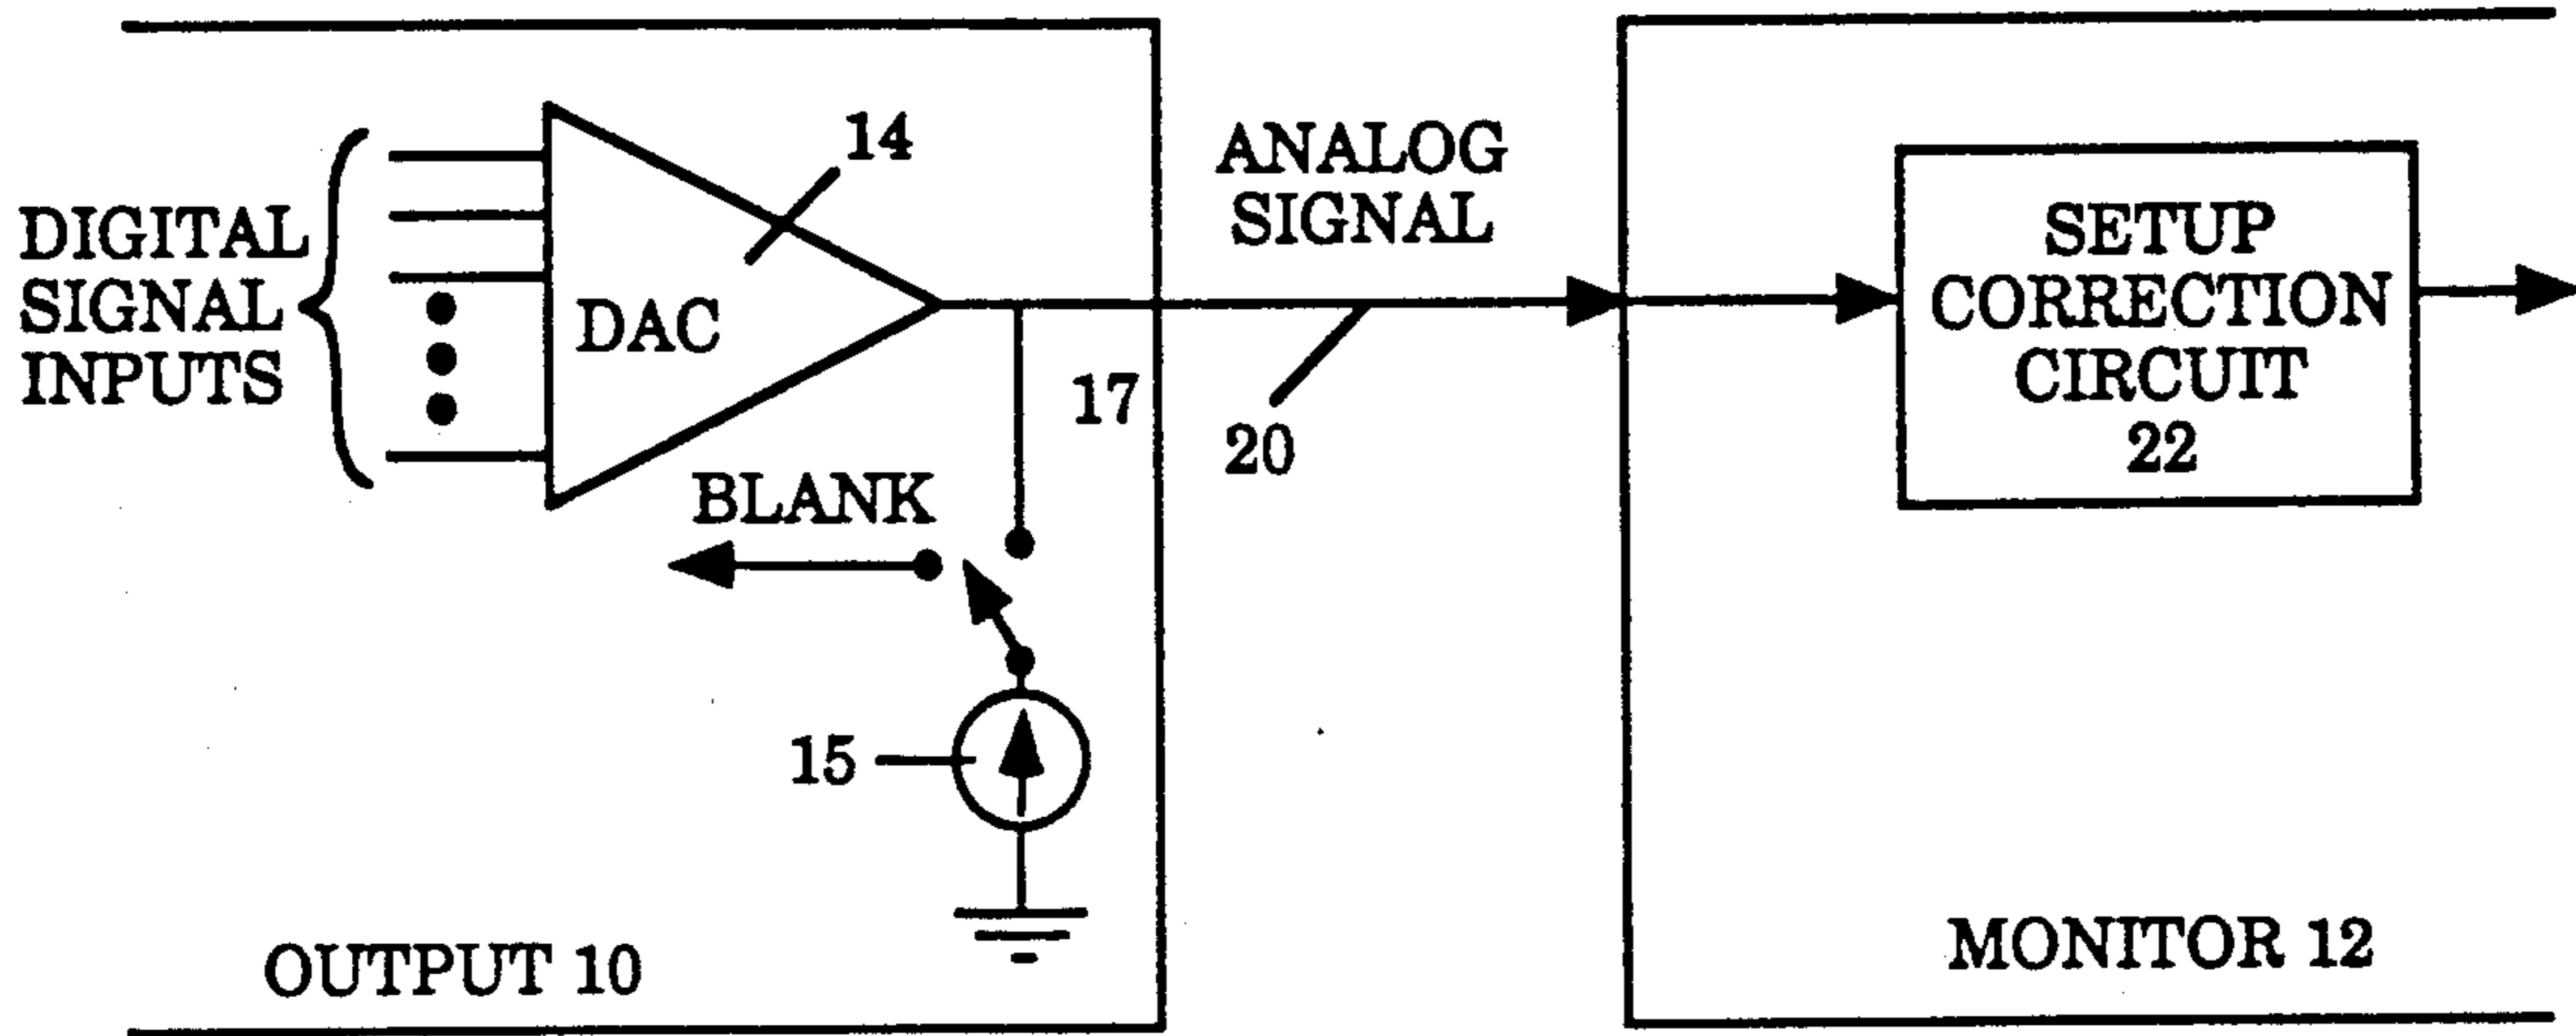 14
DIGITAL
SIGNAL
INPUTS
DAC
ANALOG
SIGNAL
17
20
BLANK
15
OUTPUT 10
SETUP
CORRECTION
CIRCUIT
22
MONITOR 12